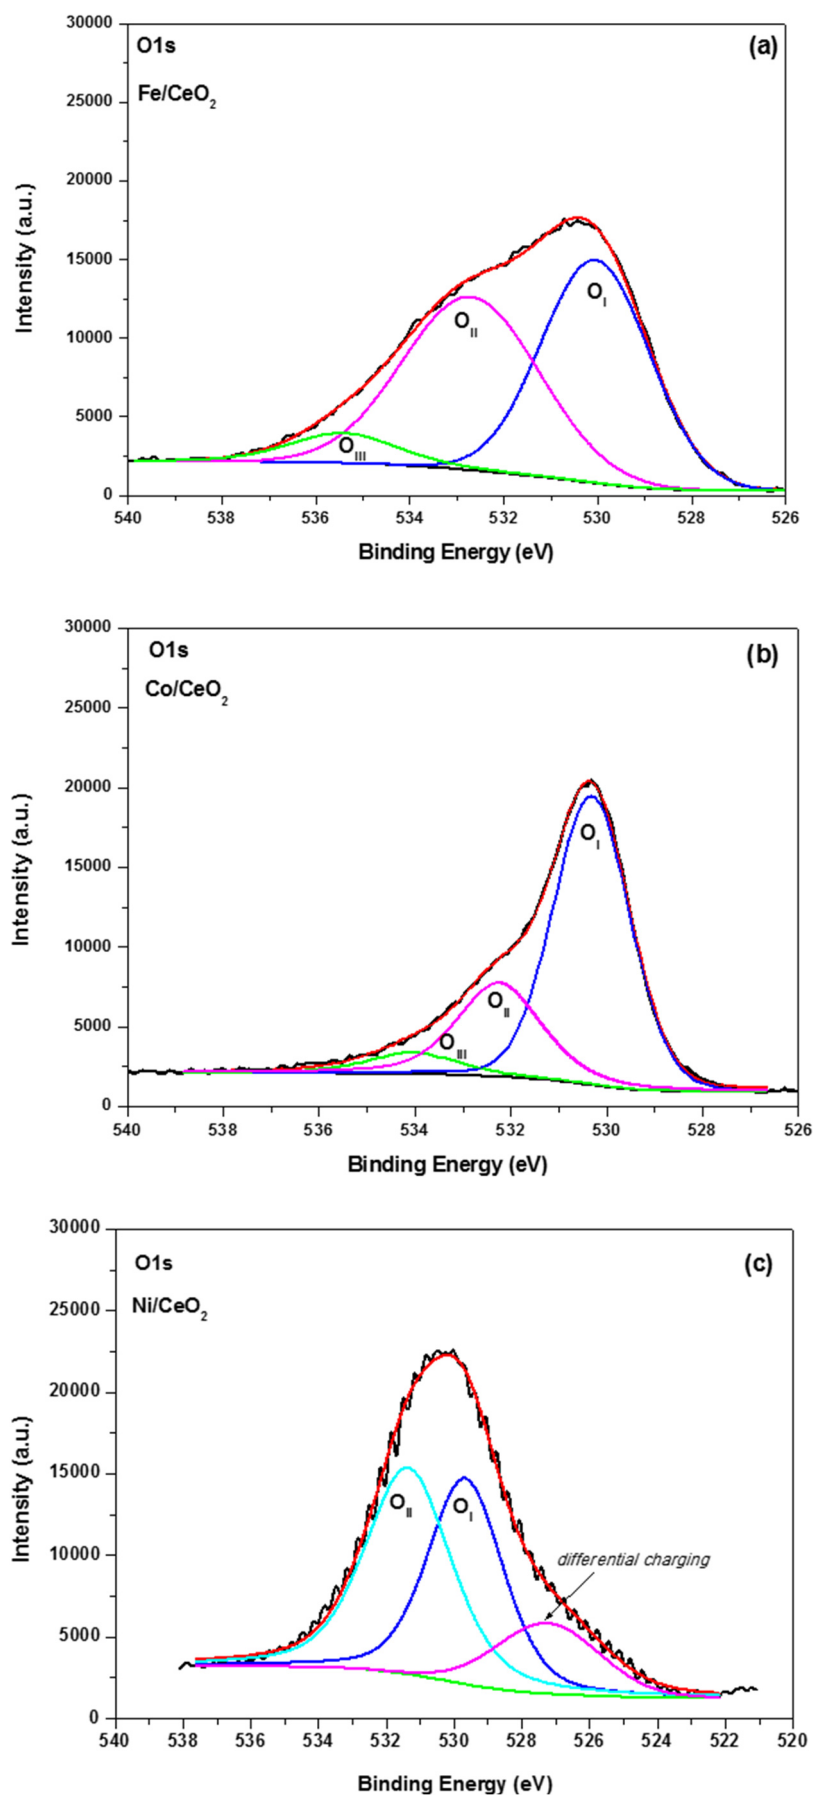 30000
O1s
(a)
Fe/CeO2
25000
20000
15000
10000
5000
0
Intensity (a.u.)
OI
OII
OIII
540 538 536 534 532 530 528 526
Binding Energy (eV)
30000
O1s
(b)
Co/CeO2
25000
20000
15000
10000
5000
0
Intensity (a.u.)
OI
OII
OIII
540 538 536 534 532 530 528 526
Binding Energy (eV)
30000
O1s
(c)
Ni/CeO2
25000
20000
15000
10000
5000
0
Intensity (a.u.)
OII
OI
differential charging
540 538 536 534 532 530 528 526 524 522 520
Binding Energy (eV)